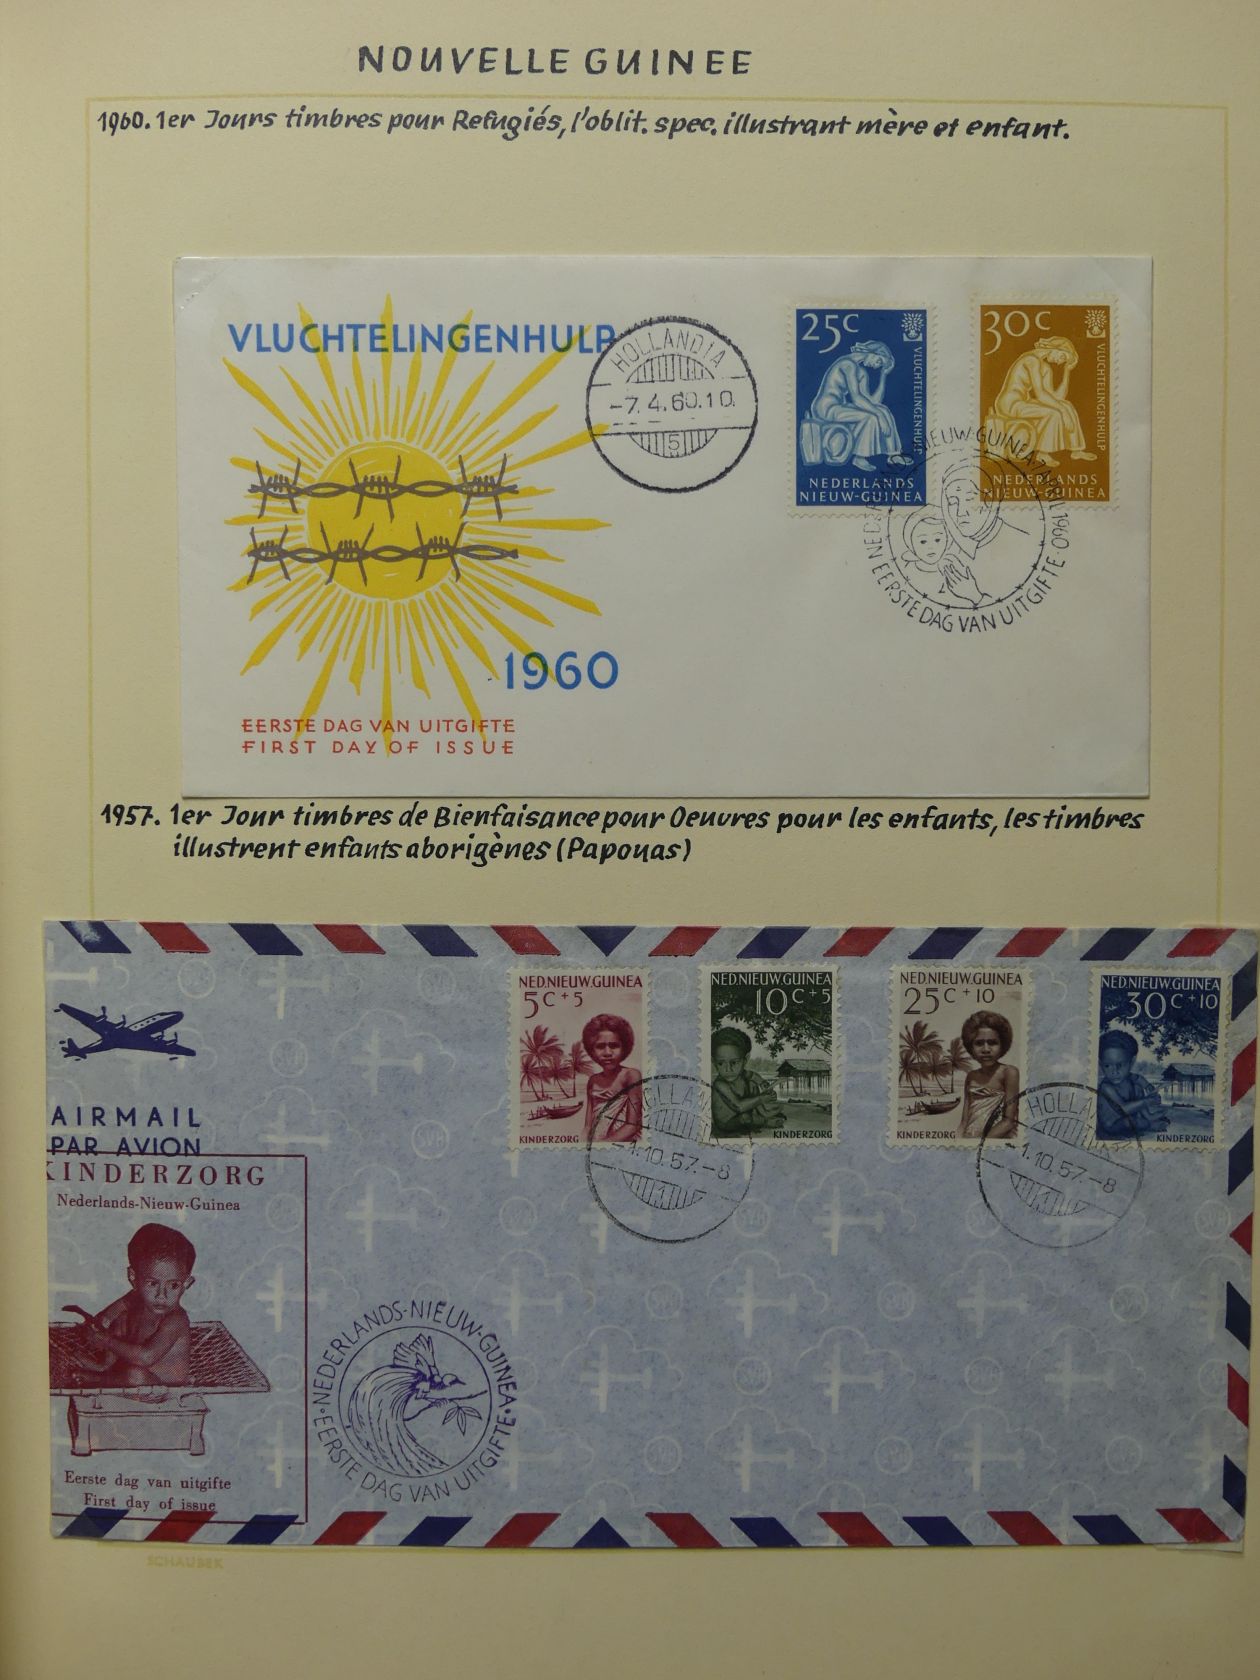 NOUVELLE GUINEE
1960. 1er Jours timbres pour Refugiés, l'oblit. spec. illustrant mère et enfant.
VLUCHTELINGENHULP
HOLLANDIA
-7.4.60.10.
5
25C
VLUCHTELINGENHULP
NEDERLANDS
NIEUW-GUINEA
30C
VLUCHTELINGENHULP
NEDERLANDS
NIEUW-GUINEA
NIEUW-GUINEA 7 APRIL 1960
EERSTE DAG VAN UITGIFTE
1960
EERSTE DAG VAN UITGIFTE
FIRST DAY OF ISSUE
1957. 1er Jour timbres de Bienfaisance pour Oeuvres pour les enfants, les timbres
illustrent enfants aborigènes (Papouas)
NED. NIEUW. GUINEA
5C+5
KINDERZORG
NED. NIEUW. GUINEA
10C+5
KINDERZORG
NED. NIEUW. GUINEA
25C+10
KINDERZORG
NED. NIEUW. GUINEA
30C+10
KINDERZORG
-1.10.57.-8
1
-1.10.57.-8
1
AIRMAIL
PAR AVION
KINDERZORG
Nederlands-Nieuw-Guinea
Eerste dag van uitgifte
First day of issue
NEDERLANDS-NIEUW-GUINEA
EERSTE DAG VAN UITGIFTE
SCHAUBEK